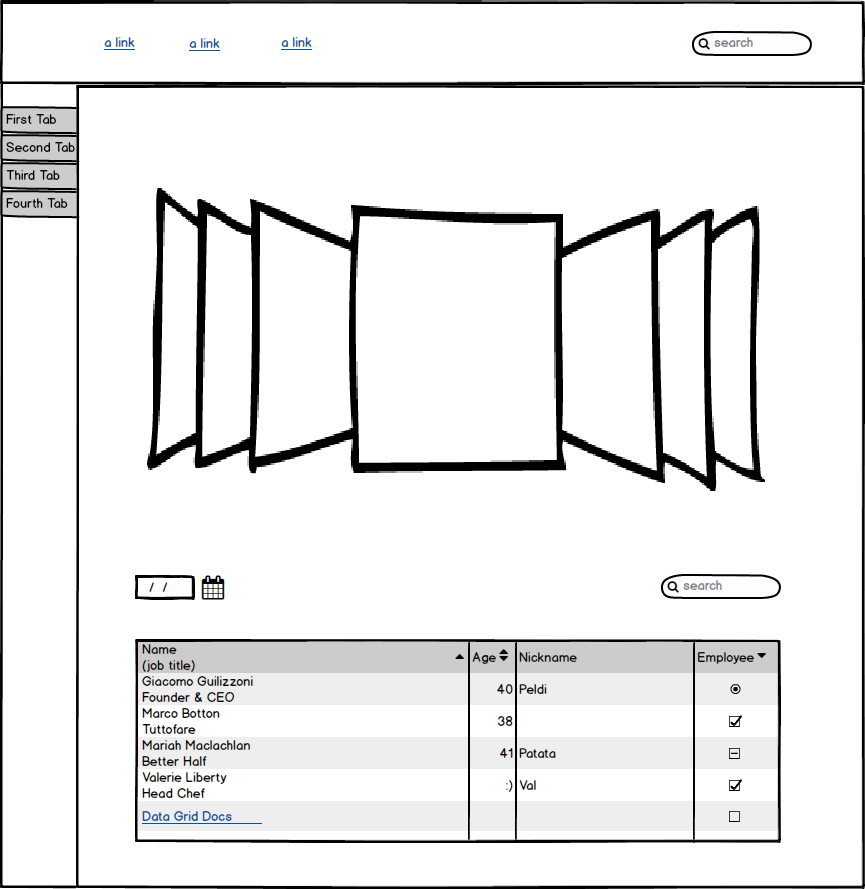 a link a link a link search
First Tab
Second Tab
Third Tab
Fourth Tab
/ / search
Name
(job title) Age Nickname Employee
Giacomo Guilizzoni
Founder & CEO 40 Peldi
Marco Botton
Tuttofare 38
Mariah Maclachlan
Better Half 41 Patata
Valerie Liberty
Head Chef :) Val
Data Grid Docs